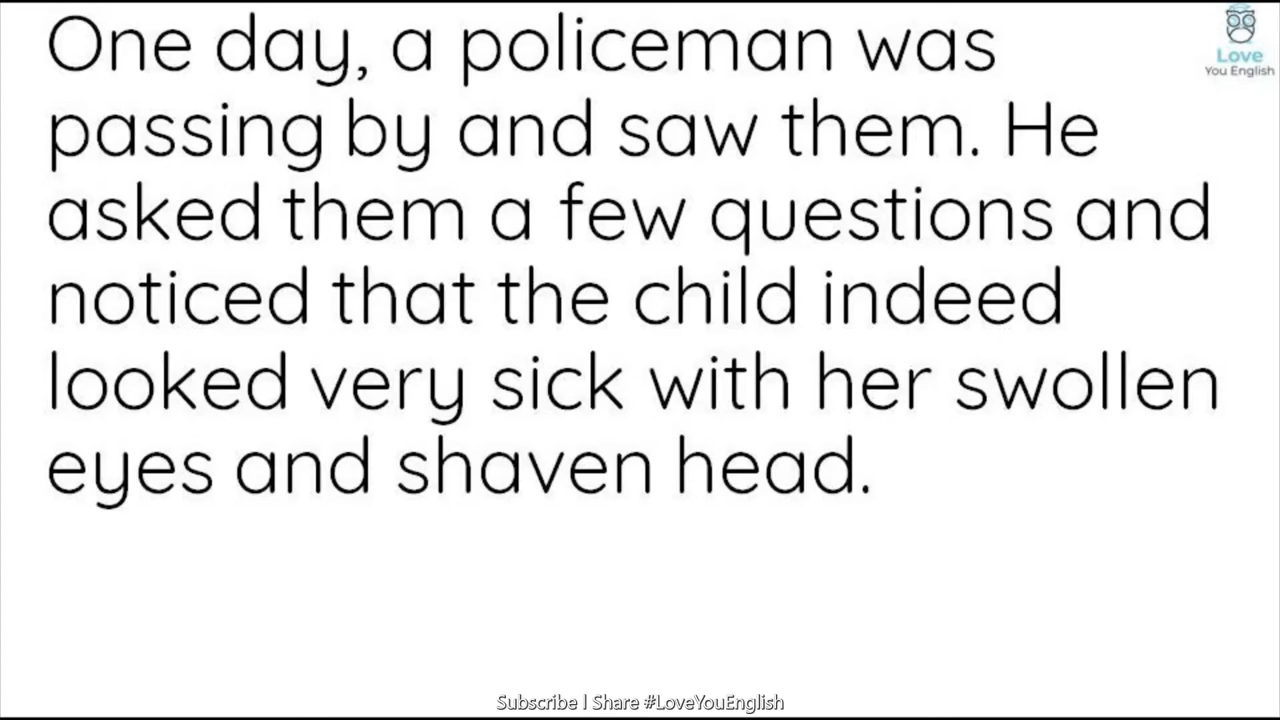 One day, a policeman was
passing by and saw them. He
asked them a few questions and
noticed that the child indeed
looked very sick with her swollen
eyes and shaven head.
Love
You English
Subscribe | Share #LoveYouEnglish